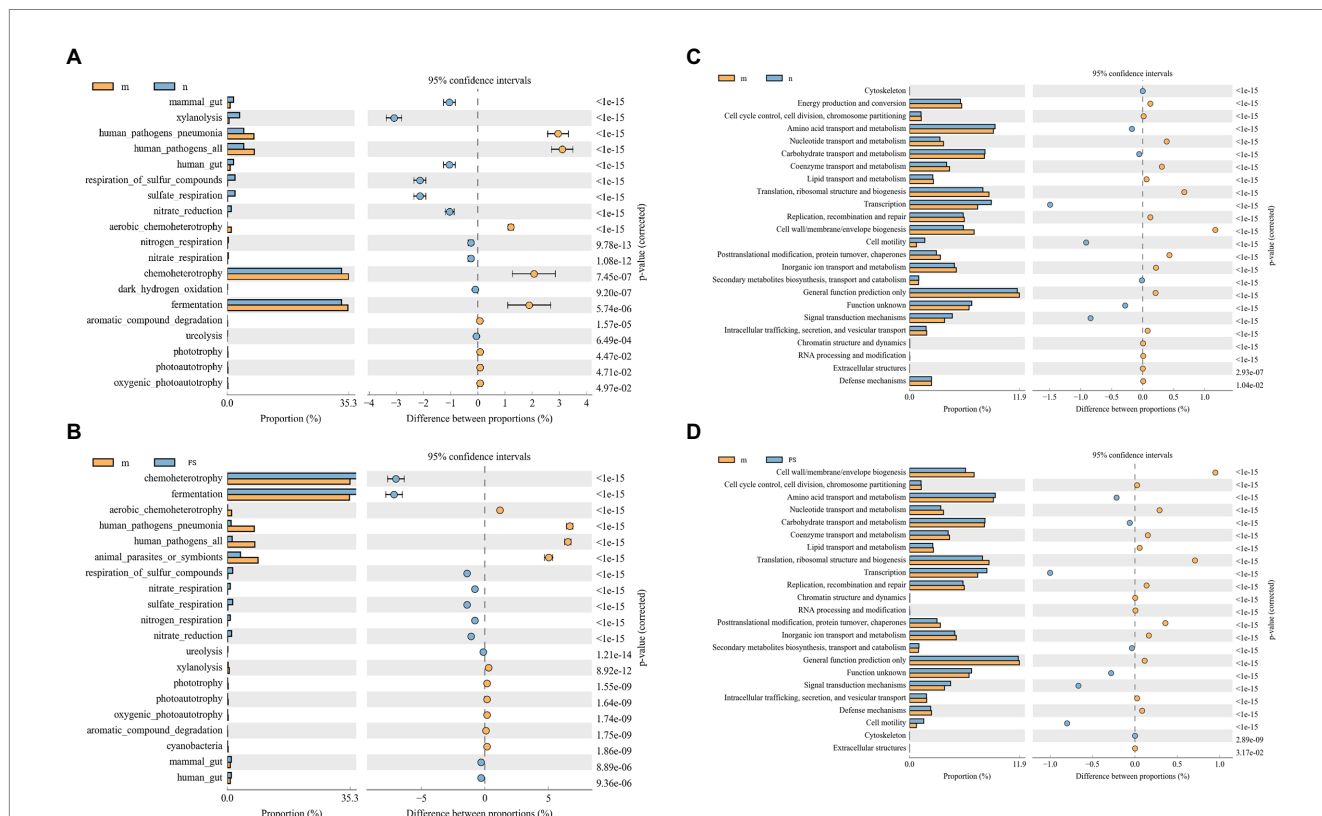 A
m
n
95% confidence intervals
mammal_gut
<1e-15
xylanolysis
<1e-15
human_pathogens_pneumonia
<1e-15
human_pathogens_all
<1e-15
human_gut
<1e-15
respiration_of_sulfur_compounds
<1e-15
sulfate_respiration
<1e-15
nitrate_reduction
<1e-15
aerobic_chemoheterotrophy
<1e-15
nitrogen_respiration
9.78e-13
nitrate_respiration
1.08e-12
chemoheterotrophy
7.45e-07
dark_hydrogen_oxidation
9.20e-07
fermentation
5.74e-06
aromatic_compound_degradation
1.57e-05
ureolysis
6.49e-04
phototrophy
4.47e-02
photoautotrophy
4.71e-02
oxygenic_photoautotrophy
4.97e-02
p-value (corrected)
0.0 35.3
−4 −3 −2 −1 0 1 2 3 4
Proportion (%)
Difference between proportions (%)
B
m
FS
95% confidence intervals
chemoheterotrophy
<1e-15
fermentation
<1e-15
aerobic_chemoheterotrophy
<1e-15
human_pathogens_pneumonia
<1e-15
human_pathogens_all
<1e-15
animal_parasites_or_symbionts
<1e-15
respiration_of_sulfur_compounds
<1e-15
nitrate_respiration
<1e-15
sulfate_respiration
<1e-15
nitrogen_respiration
<1e-15
nitrate_reduction
<1e-15
ureolysis
1.21e-14
xylanolysis
8.92e-12
phototrophy
1.55e-09
photoautotrophy
1.64e-09
oxygenic_photoautotrophy
1.74e-09
aromatic_compound_degradation
1.75e-09
cyanobacteria
1.86e-09
mammal_gut
8.89e-06
human_gut
9.36e-06
p-value (corrected)
0.0 35.3
−5 0 5
Proportion (%)
Difference between proportions (%)
C
m
n
95% confidence intervals
Cytoskeleton
<1e-15
Energy production and conversion
<1e-15
Cell cycle control, cell division, chromosome partitioning
<1e-15
Amino acid transport and metabolism
<1e-15
Nucleotide transport and metabolism
<1e-15
Carbohydrate transport and metabolism
<1e-15
Coenzyme transport and metabolism
<1e-15
Lipid transport and metabolism
<1e-15
Translation, ribosomal structure and biogenesis
<1e-15
Transcription
<1e-15
Replication, recombination and repair
<1e-15
Cell wall/membrane/envelope biogenesis
<1e-15
Cell motility
<1e-15
Posttranslational modification, protein turnover, chaperones
<1e-15
Inorganic ion transport and metabolism
<1e-15
Secondary metabolites biosynthesis, transport and catabolism
<1e-15
General function prediction only
<1e-15
Function unknown
<1e-15
Signal transduction mechanisms
<1e-15
Intracellular trafficking, secretion, and vesicular transport
<1e-15
Chromatin structure and dynamics
<1e-15
RNA processing and modification
<1e-15
Extracellular structures
2.93e-07
Defense mechanisms
1.04e-02
p-value (corrected)
0.0 11.9
−1.5 −1.0 −0.5 0.0 0.5 1.0
Proportion (%)
Difference between proportions (%)
D
m
FS
95% confidence intervals
Cell wall/membrane/envelope biogenesis
<1e-15
Cell cycle control, cell division, chromosome partitioning
<1e-15
Amino acid transport and metabolism
<1e-15
Nucleotide transport and metabolism
<1e-15
Carbohydrate transport and metabolism
<1e-15
Coenzyme transport and metabolism
<1e-15
Lipid transport and metabolism
<1e-15
Translation, ribosomal structure and biogenesis
<1e-15
Transcription
<1e-15
Replication, recombination and repair
<1e-15
Chromatin structure and dynamics
<1e-15
RNA processing and modification
<1e-15
Posttranslational modification, protein turnover, chaperones
<1e-15
Inorganic ion transport and metabolism
<1e-15
Secondary metabolites biosynthesis, transport and catabolism
<1e-15
General function prediction only
<1e-15
Function unknown
<1e-15
Signal transduction mechanisms
<1e-15
Intracellular trafficking, secretion, and vesicular transport
<1e-15
Defense mechanisms
<1e-15
Cell motility
<1e-15
Cytoskeleton
2.89e-09
Extracellular structures
3.17e-02
p-value (corrected)
0.0 11.9
−1.0 −0.5 0.0 0.5 1.0
Proportion (%)
Difference between proportions (%)